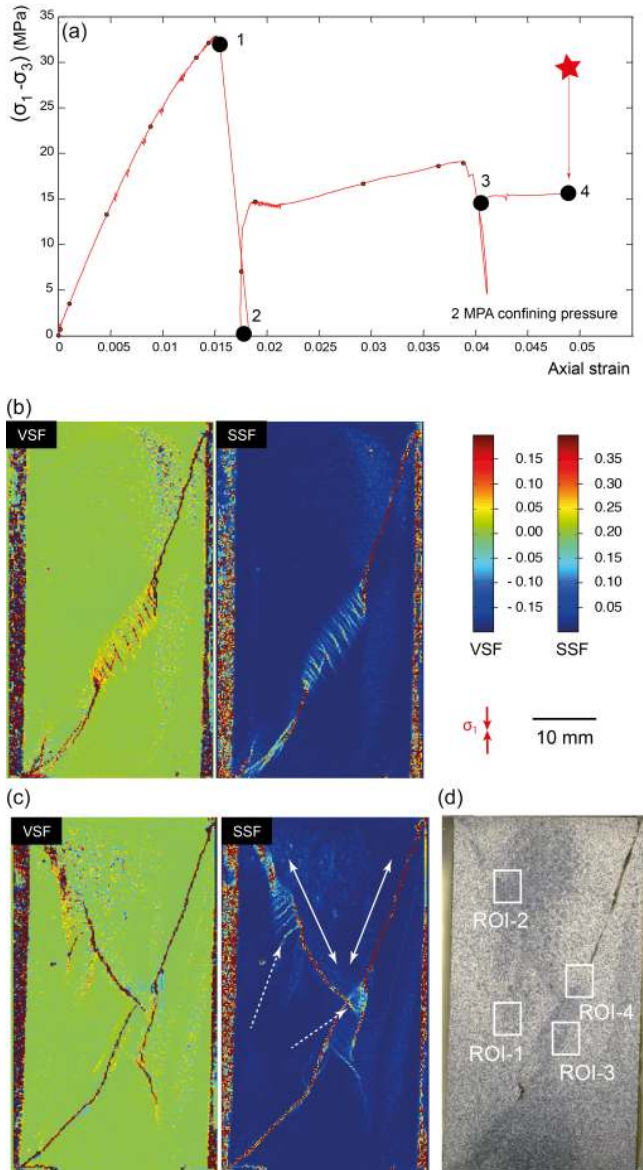 (a)
(σ₁ -σ₃) (MPa)
35
30
25
20
15
10
5
0
1
2
3
4
2 MPA confining pressure
0 0.005 0.01 0.015 0.02 0.025 0.03 0.035 0.04 0.045 0.05
Axial strain
(b)
VSF
SSF
0.15
0.10
0.05
0.00
- 0.05
- 0.10
- 0.15
VSF
0.35
0.30
0.25
0.20
0.15
0.10
0.05
SSF
σ₁
10 mm
(c)
VSF
SSF
(d)
ROI-2
ROI-4
ROI-1
ROI-3